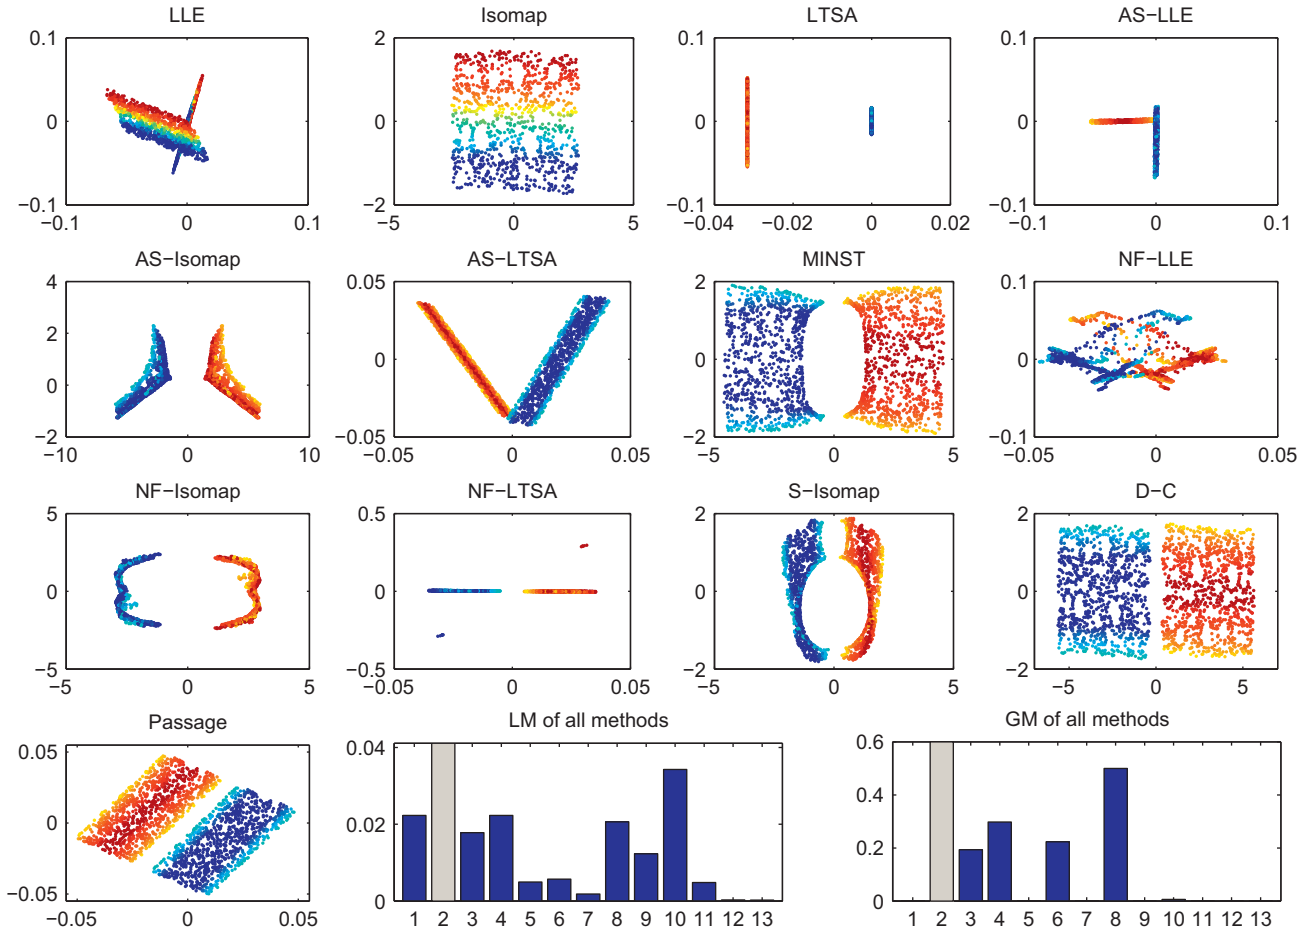 LLE
Isomap
LTSA
AS−LLE
0.1
0
−0.1
−0.1 0 0.1
2
0
−2
−5 0 5
0.1
0
−0.1
−0.04 −0.02 0 0.02
0.1
0
−0.1
−0.1 0 0.1
AS−Isomap
AS−LTSA
MINST
NF−LLE
4
2
0
−2
−10 0 10
0.05
0
−0.05
−0.05 0 0.05
2
0
−2
−5 0 5
0.1
0
−0.1
−0.05 0 0.05
NF−Isomap
NF−LTSA
S−Isomap
D−C
5
0
−5
−5 0 5
0.5
0
−0.5
−0.05 0 0.05
2
0
−2
−5 0 5
2
0
−2
−5 0 5
Passage
LM of all methods
GM of all methods
0.05
0
−0.05
−0.05 0 0.05
0.04
0.02
0
1 2 3 4 5 6 7 8 9 10 11 12 13
0.6
0.4
0.2
0
1 2 3 4 5 6 7 8 9 10 11 12 13